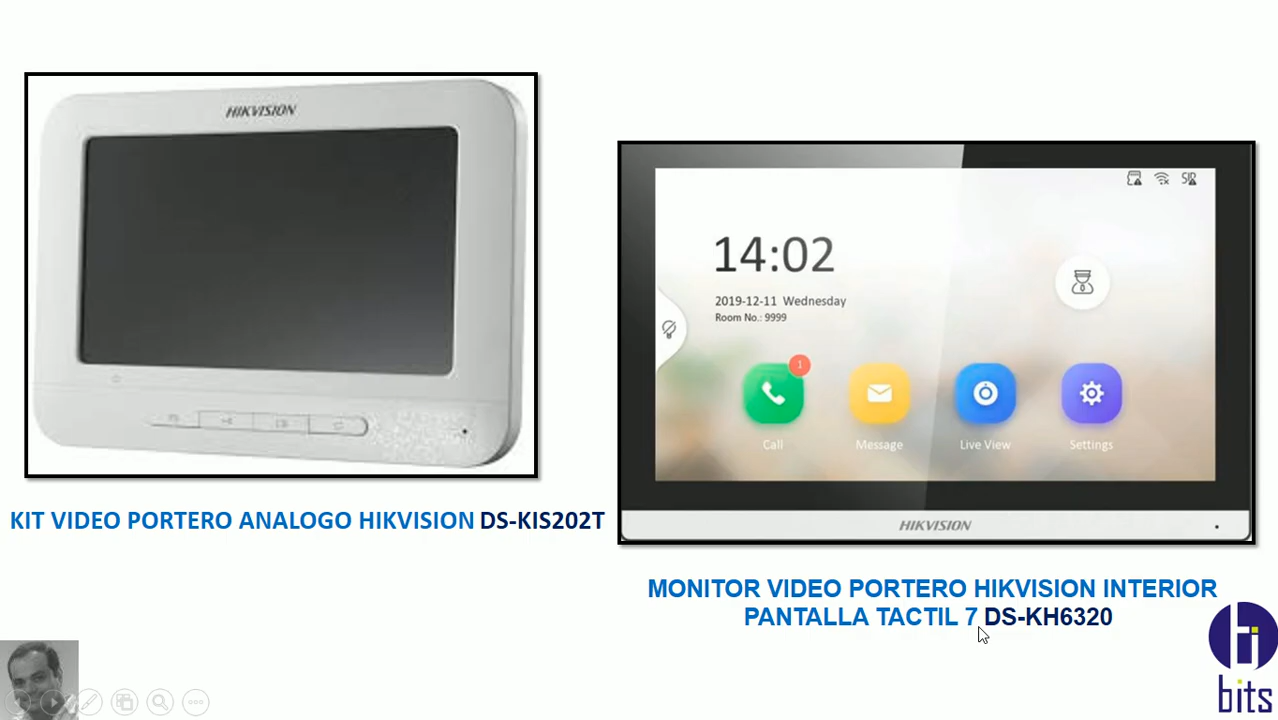 HIKVISION
KIT VIDEO PORTERO ANALOGO HIKVISION DS-KIS202T
14:02
2019-12-11 Wednesday
Room No.: 9999
1
Call
Message
Live View
Settings
HIKVISION
MONITOR VIDEO PORTERO HIKVISION INTERIOR
PANTALLA TACTIL 7 DS-KH6320
hi
bits